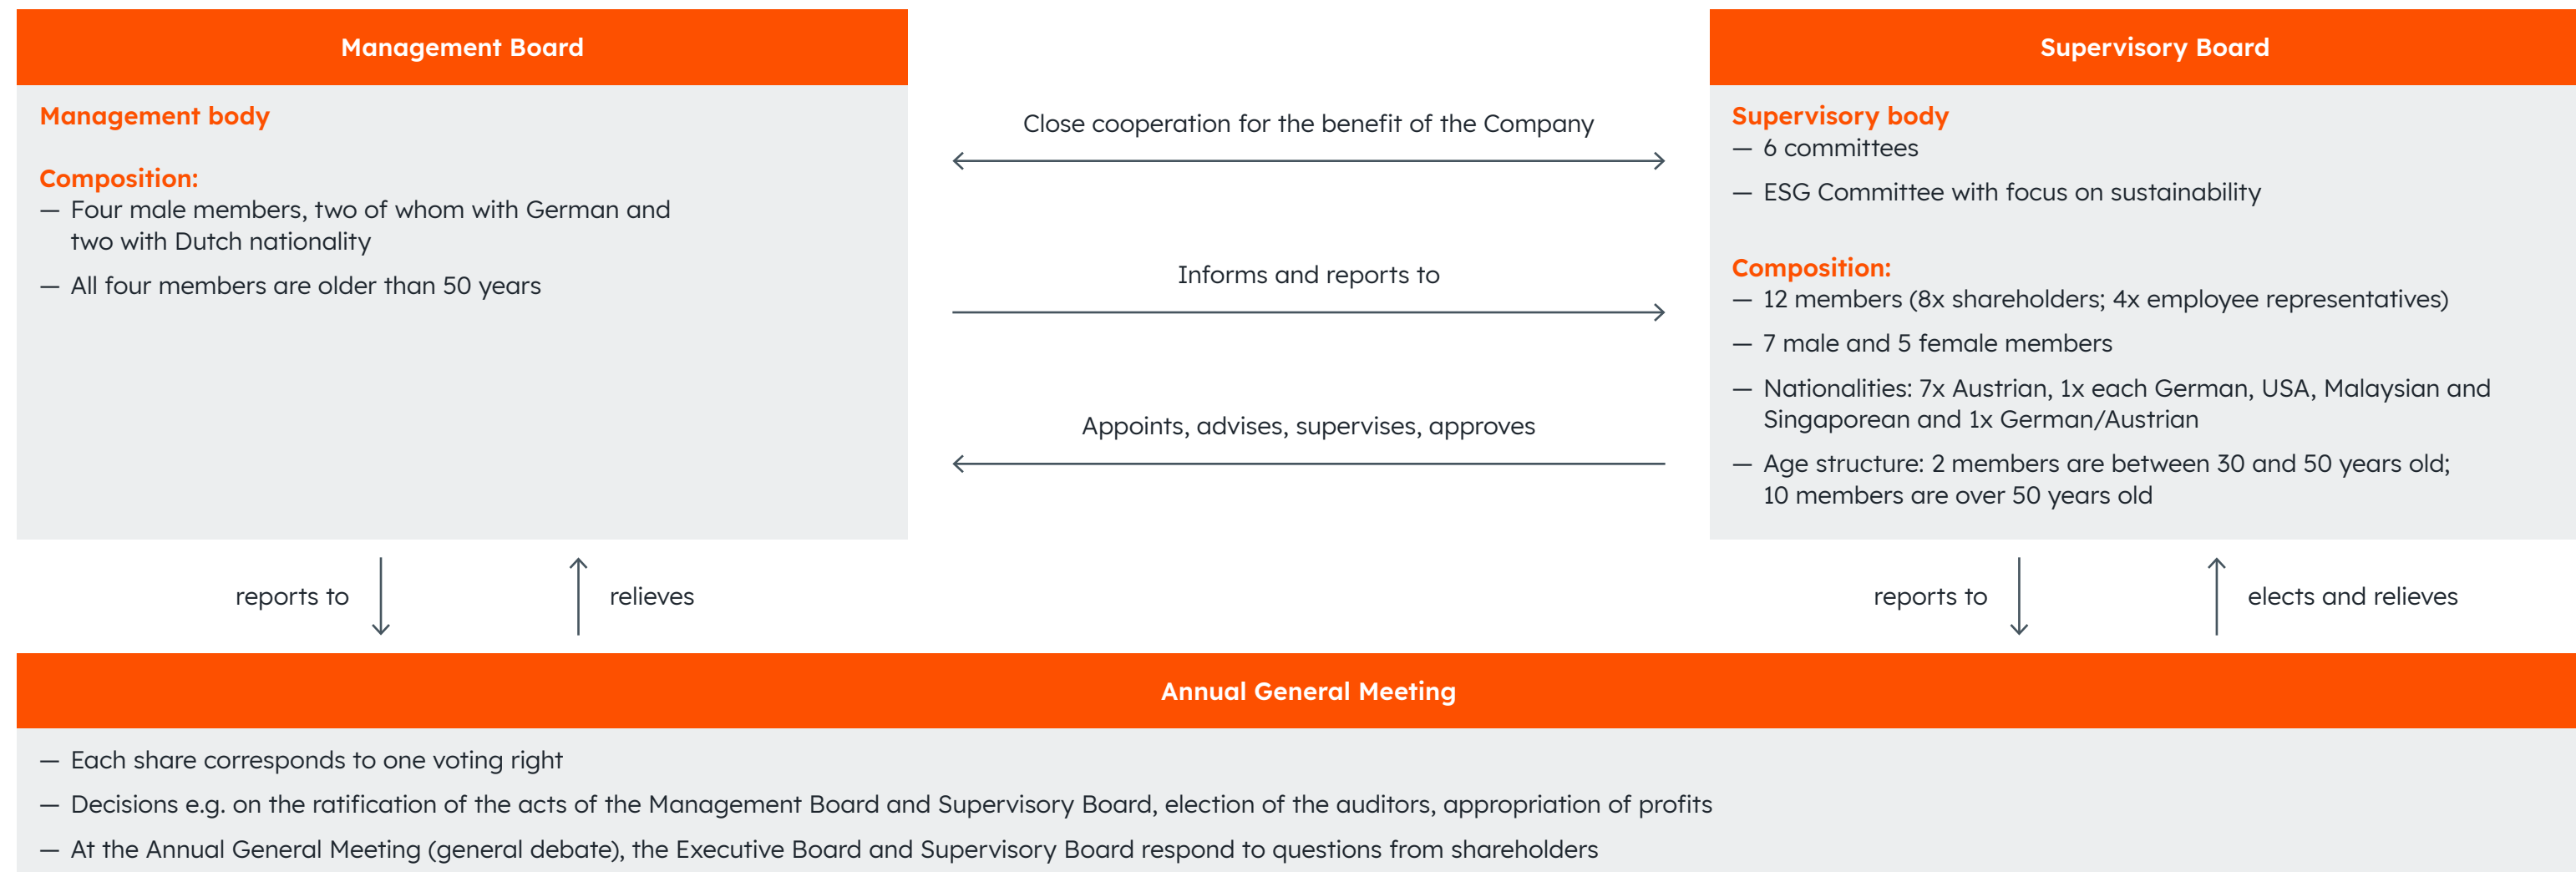 Management Board
Management body
Composition:
— Four male members, two of whom with German and
two with Dutch nationality
— All four members are older than 50 years
Close cooperation for the benefit of the Company
Informs and reports to
Appoints, advises, supervises, approves
Supervisory Board
Supervisory body
— 6 committees
— ESG Committee with focus on sustainability
Composition:
— 12 members (8x shareholders; 4x employee representatives)
— 7 male and 5 female members
— Nationalities: 7x Austrian, 1x each German, USA, Malaysian and
Singaporean and 1x German/Austrian
— Age structure: 2 members are between 30 and 50 years old;
10 members are over 50 years old
reports to
relieves
reports to
elects and relieves
Annual General Meeting
— Each share corresponds to one voting right
— Decisions e.g. on the ratification of the acts of the Management Board and Supervisory Board, election of the auditors, appropriation of profits
— At the Annual General Meeting (general debate), the Executive Board and Supervisory Board respond to questions from shareholders